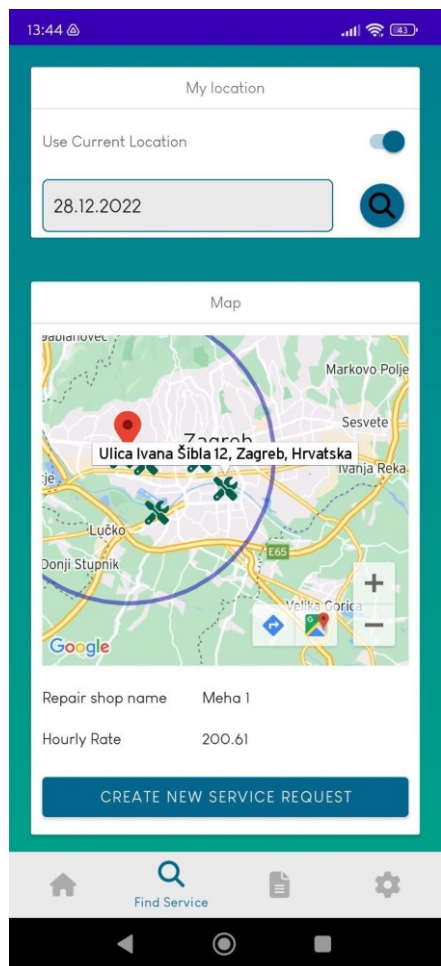 13:44
43
My location
Use Current Location
28.12.2022
Map
Markovo Polje
Zagreb
Sesvete
Ulica Ivana Šibla 12, Zagreb, Hrvatska
Ivanja Reka
Lučko
E65
Donji Stupnik
Velika Gorica
+
−
Google
Repair shop name Meha 1
Hourly Rate 200.61
CREATE NEW SERVICE REQUEST
Find Service